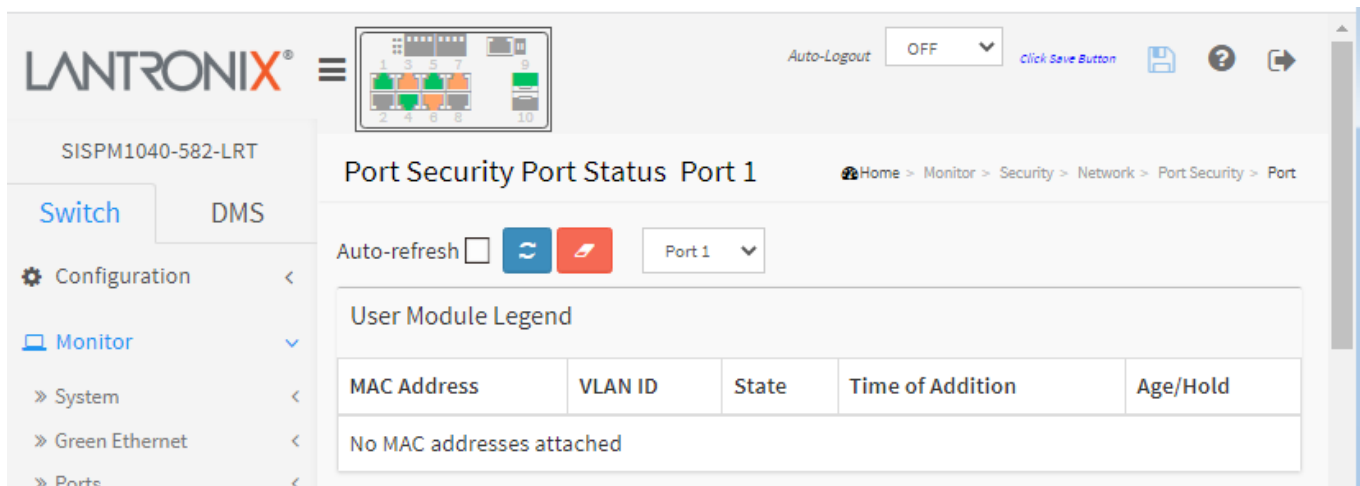 LANTRONIX®
1 3 5 7 9
2 4 6 8 10
Auto-Logout OFF Click Save Button
SISPM1040-582-LRT
Switch DMS
Configuration
Monitor
» System
» Green Ethernet
» Ports
Port Security Port Status Port 1
Home > Monitor > Security > Network > Port Security > Port
Auto-refresh Port 1
User Module Legend
MAC Address VLAN ID State Time of Addition Age/Hold
No MAC addresses attached